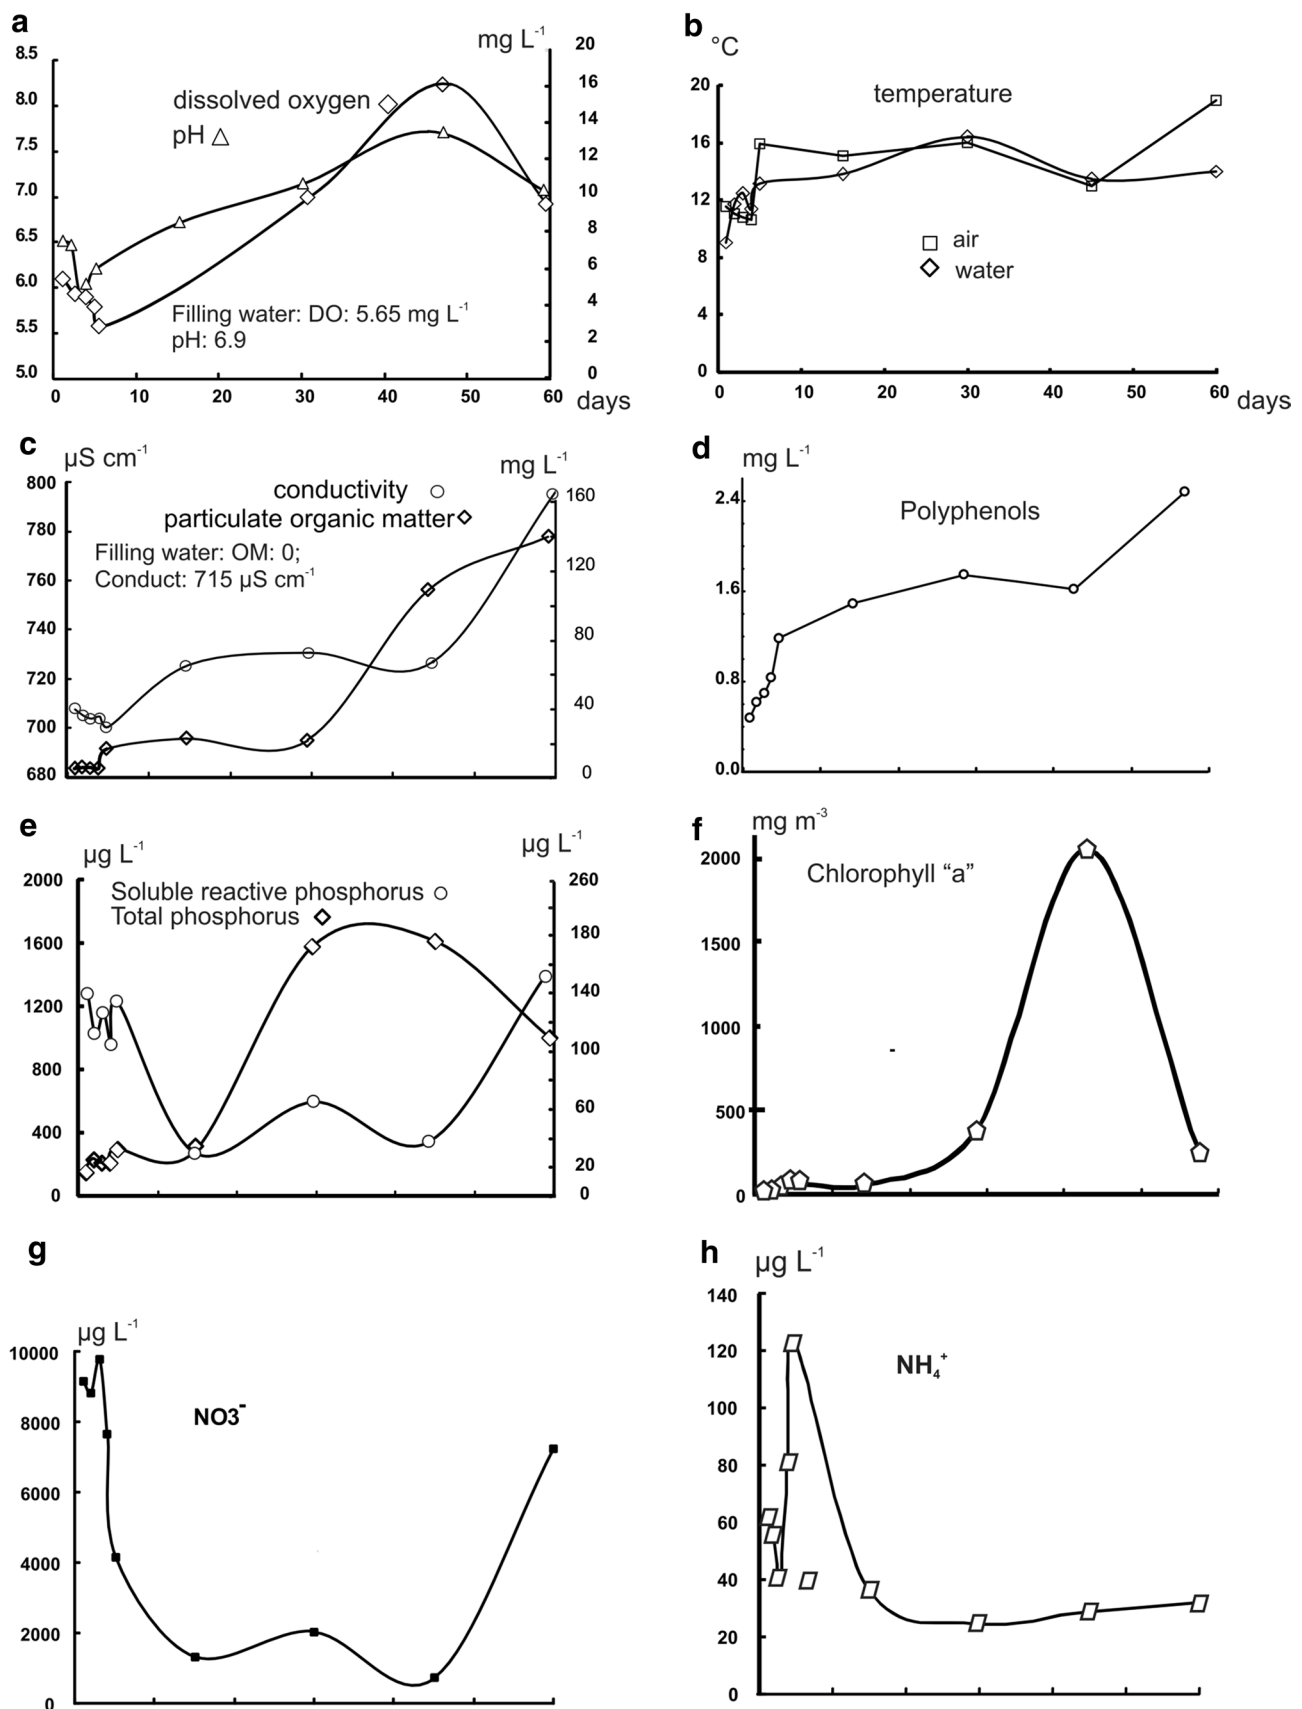 a
mg L-1
8.5
8.0
7.5
7.0
6.5
6.0
5.5
5.0
20
16
14
12
10
8
6
4
2
0
dissolved oxygen
pH
Filling water: DO: 5.65 mg L-1
pH: 6.9
0 10 20 30 40 50 60 days
b
°C
20
16
12
8
4
0
temperature
air
water
0 10 20 30 40 50 60 days
c
µS cm-1
mg L-1
800
780
760
740
720
700
680
160
120
80
40
0
conductivity
particulate organic matter
Filling water: OM: 0;
Conduct: 715 µS cm-1
d
mg L-1
2.4
1.6
0.8
0.0
Polyphenols
e
µg L-1
µg L-1
2000
1600
1200
800
400
0
260
180
140
100
60
20
0
Soluble reactive phosphorus
Total phosphorus
f
mg m-3
2000
1500
1000
500
0
Chlorophyll “a”
g
µg L-1
10000
8000
6000
4000
2000
0
NO3-
h
µg L-1
140
120
100
80
60
40
20
0
NH4+